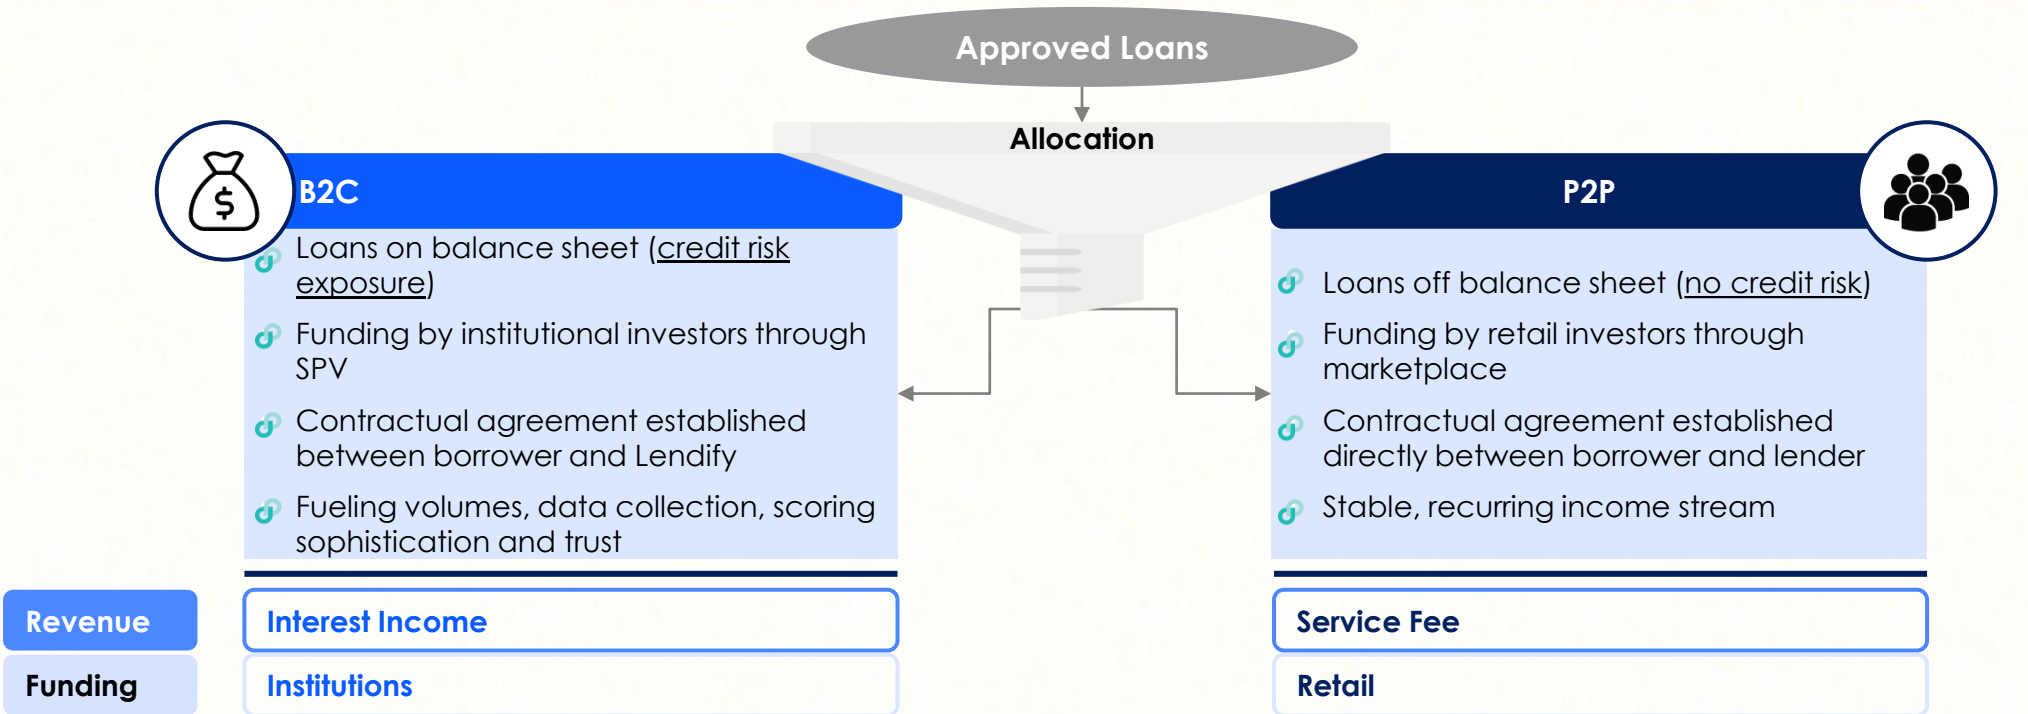 Approved Loans
Allocation
B2C
$
Loans on balance sheet (credit risk
exposure)
Funding by institutional investors through
SPV
Contractual agreement established
between borrower and Lendify
Fueling volumes, data collection, scoring
sophistication and trust
P2P
Loans off balance sheet (no credit risk)
Funding by retail investors through
marketplace
Contractual agreement established
directly between borrower and lender
Stable, recurring income stream
Revenue
Interest Income
Service Fee
Funding
Institutions
Retail